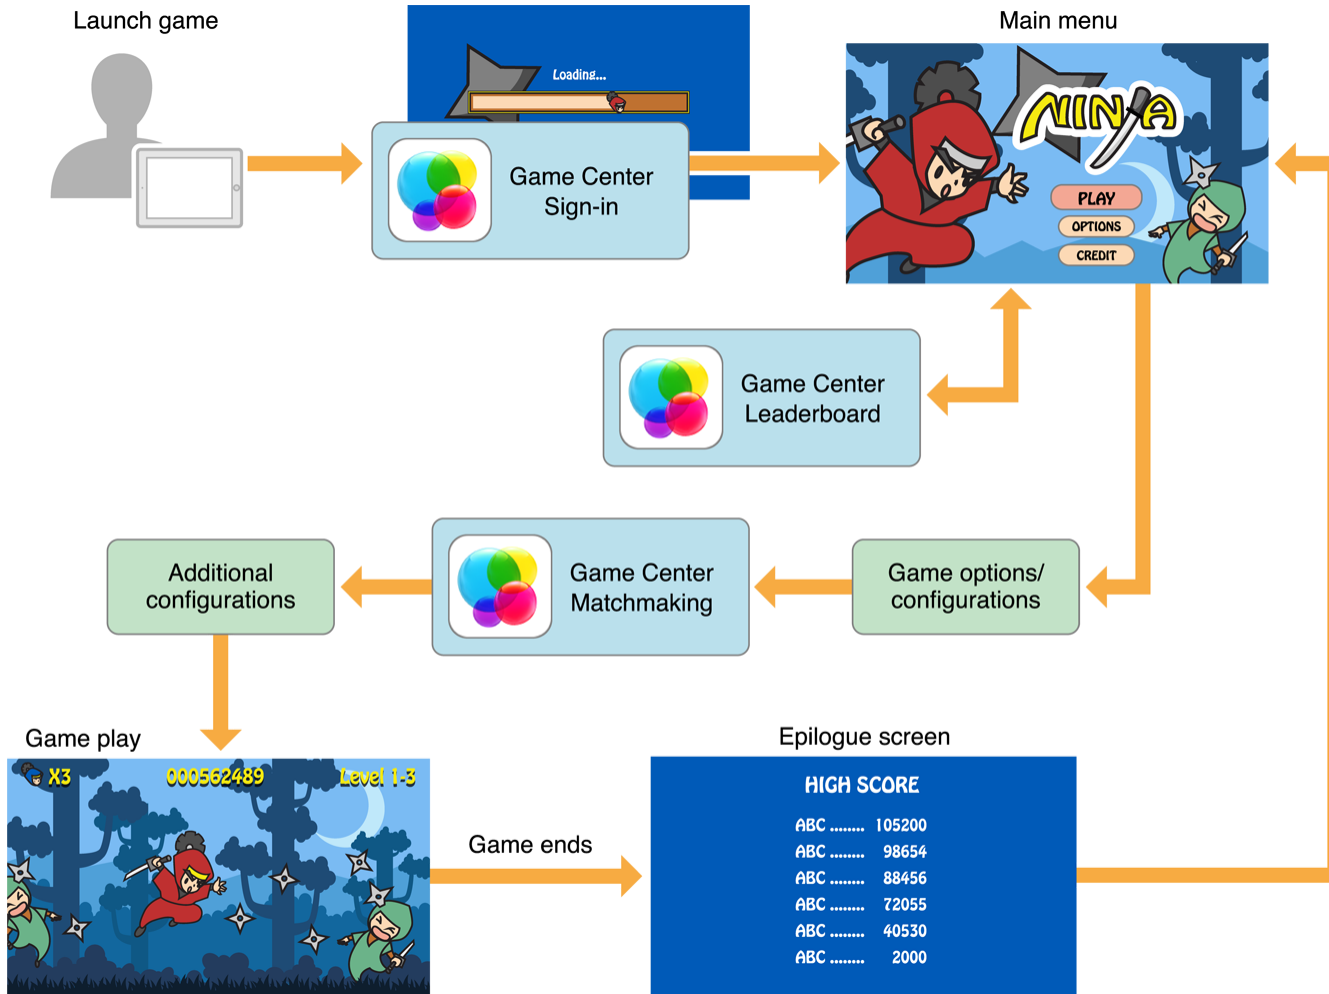 Launch game
Loading...
Game Center
Sign-in
Main menu
NINJA
PLAY
OPTIONS
CREDIT
Game Center
Leaderboard
Additional
configurations
Game Center
Matchmaking
Game options/
configurations
Game play
X3 000562489 Level 1-3
Game ends
Epilogue screen
HIGH SCORE
ABC ........ 105200
ABC ........ 98654
ABC ........ 88456
ABC ........ 72055
ABC ........ 40530
ABC ........ 2000